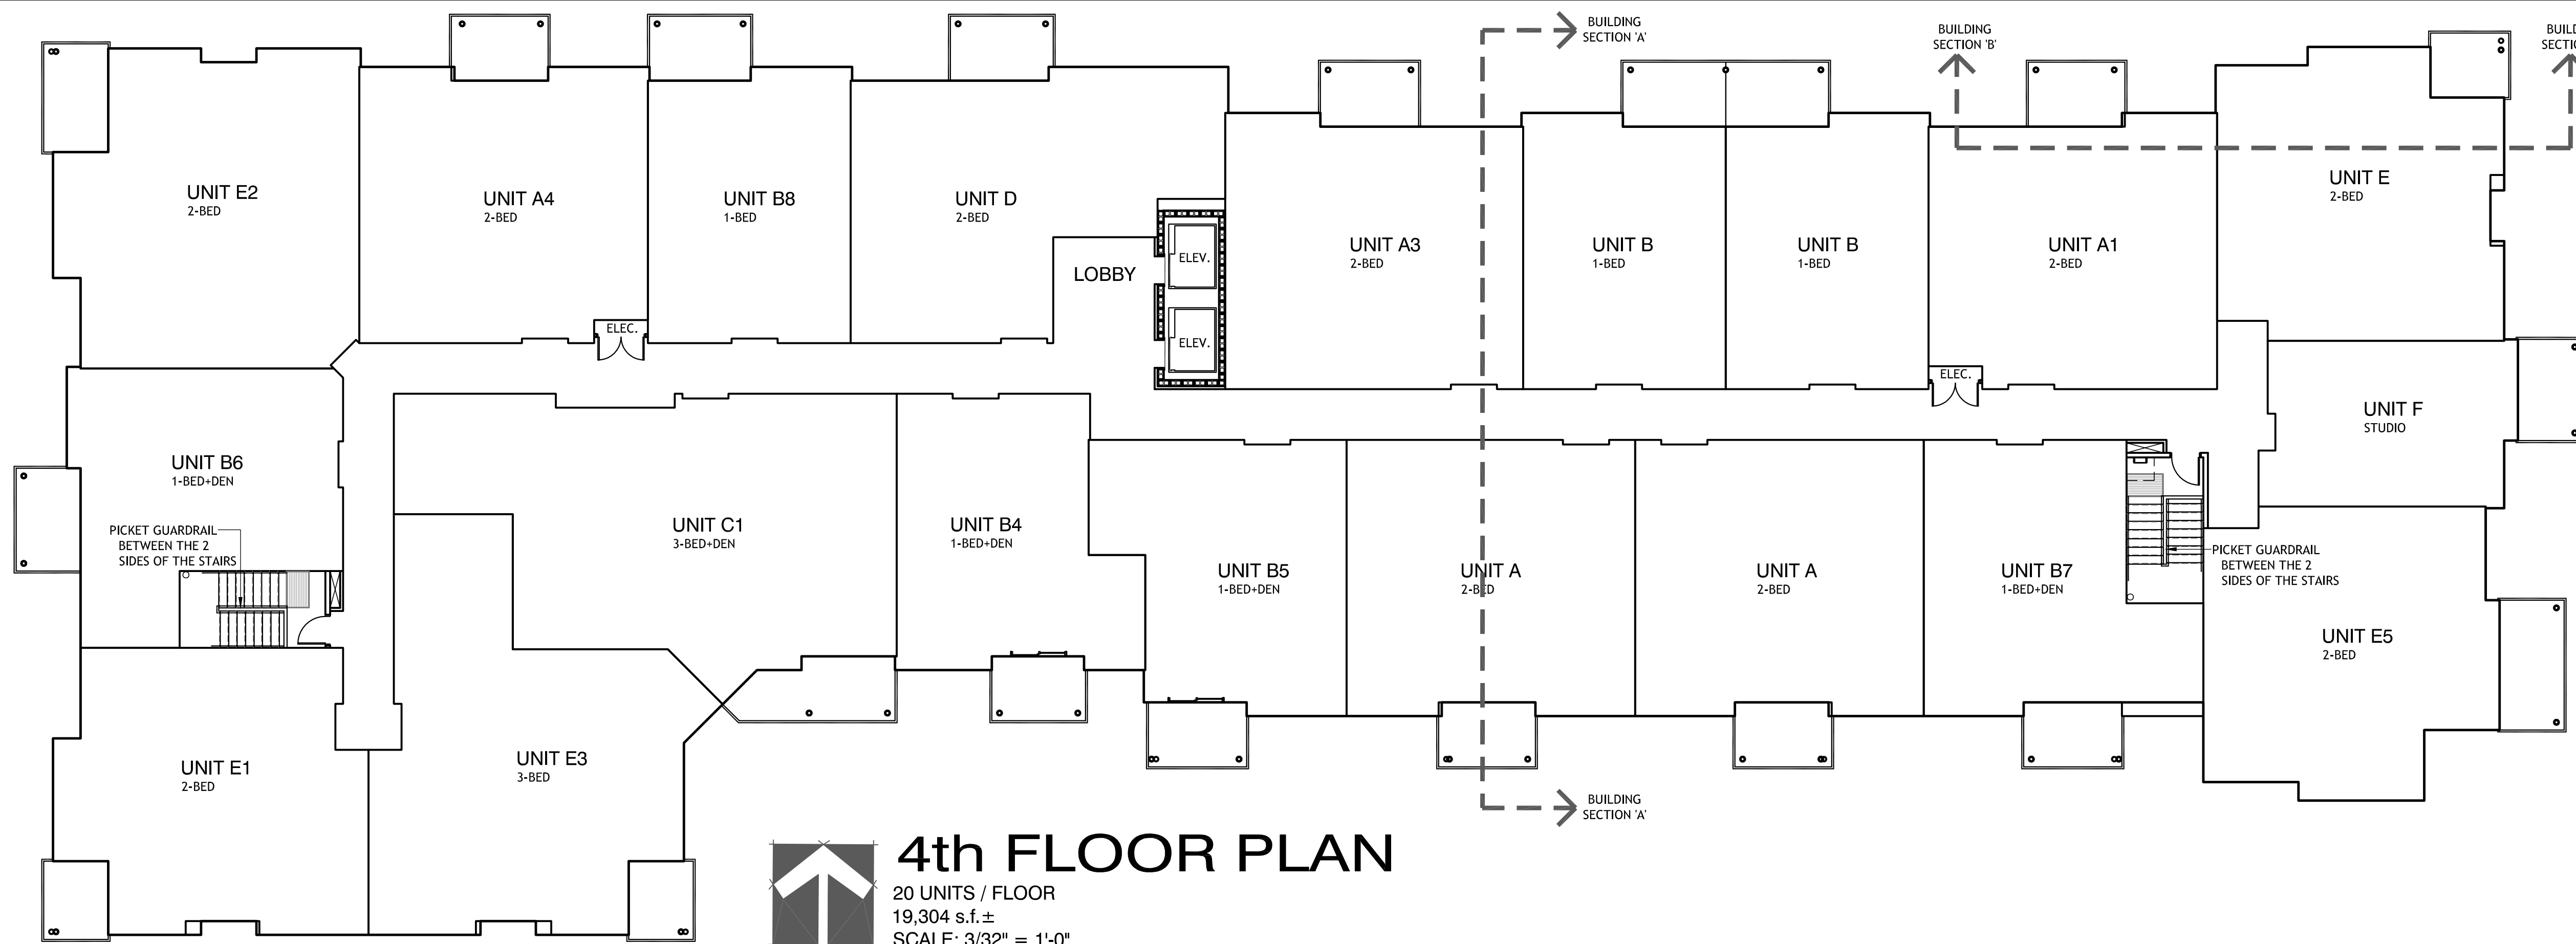 BUILDING
SECTION 'A'
BUILDING
SECTION 'B'
UNIT E2
2-BED
UNIT A4
2-BED
UNIT B8
1-BED
UNIT D
2-BED
LOBBY
ELEV.
ELEV.
UNIT A3
2-BED
UNIT B
1-BED
UNIT B
1-BED
UNIT A1
2-BED
UNIT E
2-BED
ELEC.
ELEC.
UNIT F
STUDIO
UNIT B6
1-BED+DEN
PICKET GUARDRAIL
BETWEEN THE 2
SIDES OF THE STAIRS
UNIT C1
3-BED+DEN
UNIT B4
1-BED+DEN
UNIT B5
1-BED+DEN
UNIT A
2-BED
UNIT A
2-BED
UNIT B7
1-BED+DEN
PICKET GUARDRAIL
BETWEEN THE 2
SIDES OF THE STAIRS
UNIT E5
2-BED
UNIT E1
2-BED
UNIT E3
3-BED
BUILDING
SECTION 'A'
4th FLOOR PLAN
20 UNITS / FLOOR
19,304 s.f.±
SCALE: 3/32" = 1'-0"